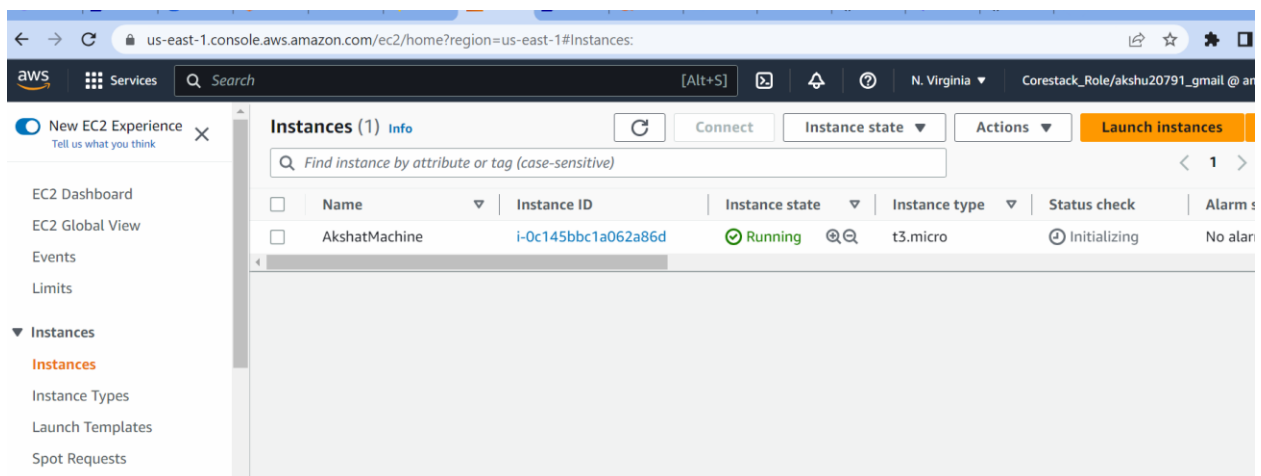 us-east-1.console.aws.amazon.com/ec2/home?region=us-east-1#Instances:
aws Services Search [Alt+S] N. Virginia ▼ Corestack_Role/akshu20791_gmail @ am
New EC2 Experience
Tell us what you think
EC2 Dashboard
EC2 Global View
Events
Limits
Instances
Instances
Instance Types
Launch Templates
Spot Requests
Instances (1) Info Connect Instance state ▼ Actions ▼ Launch instances
Find instance by attribute or tag (case-sensitive)
1
Name Instance ID Instance state Instance type Status check Alarm s
AkshatMachine i-0c145bbc1a062a86d Running t3.micro Initializing No alar